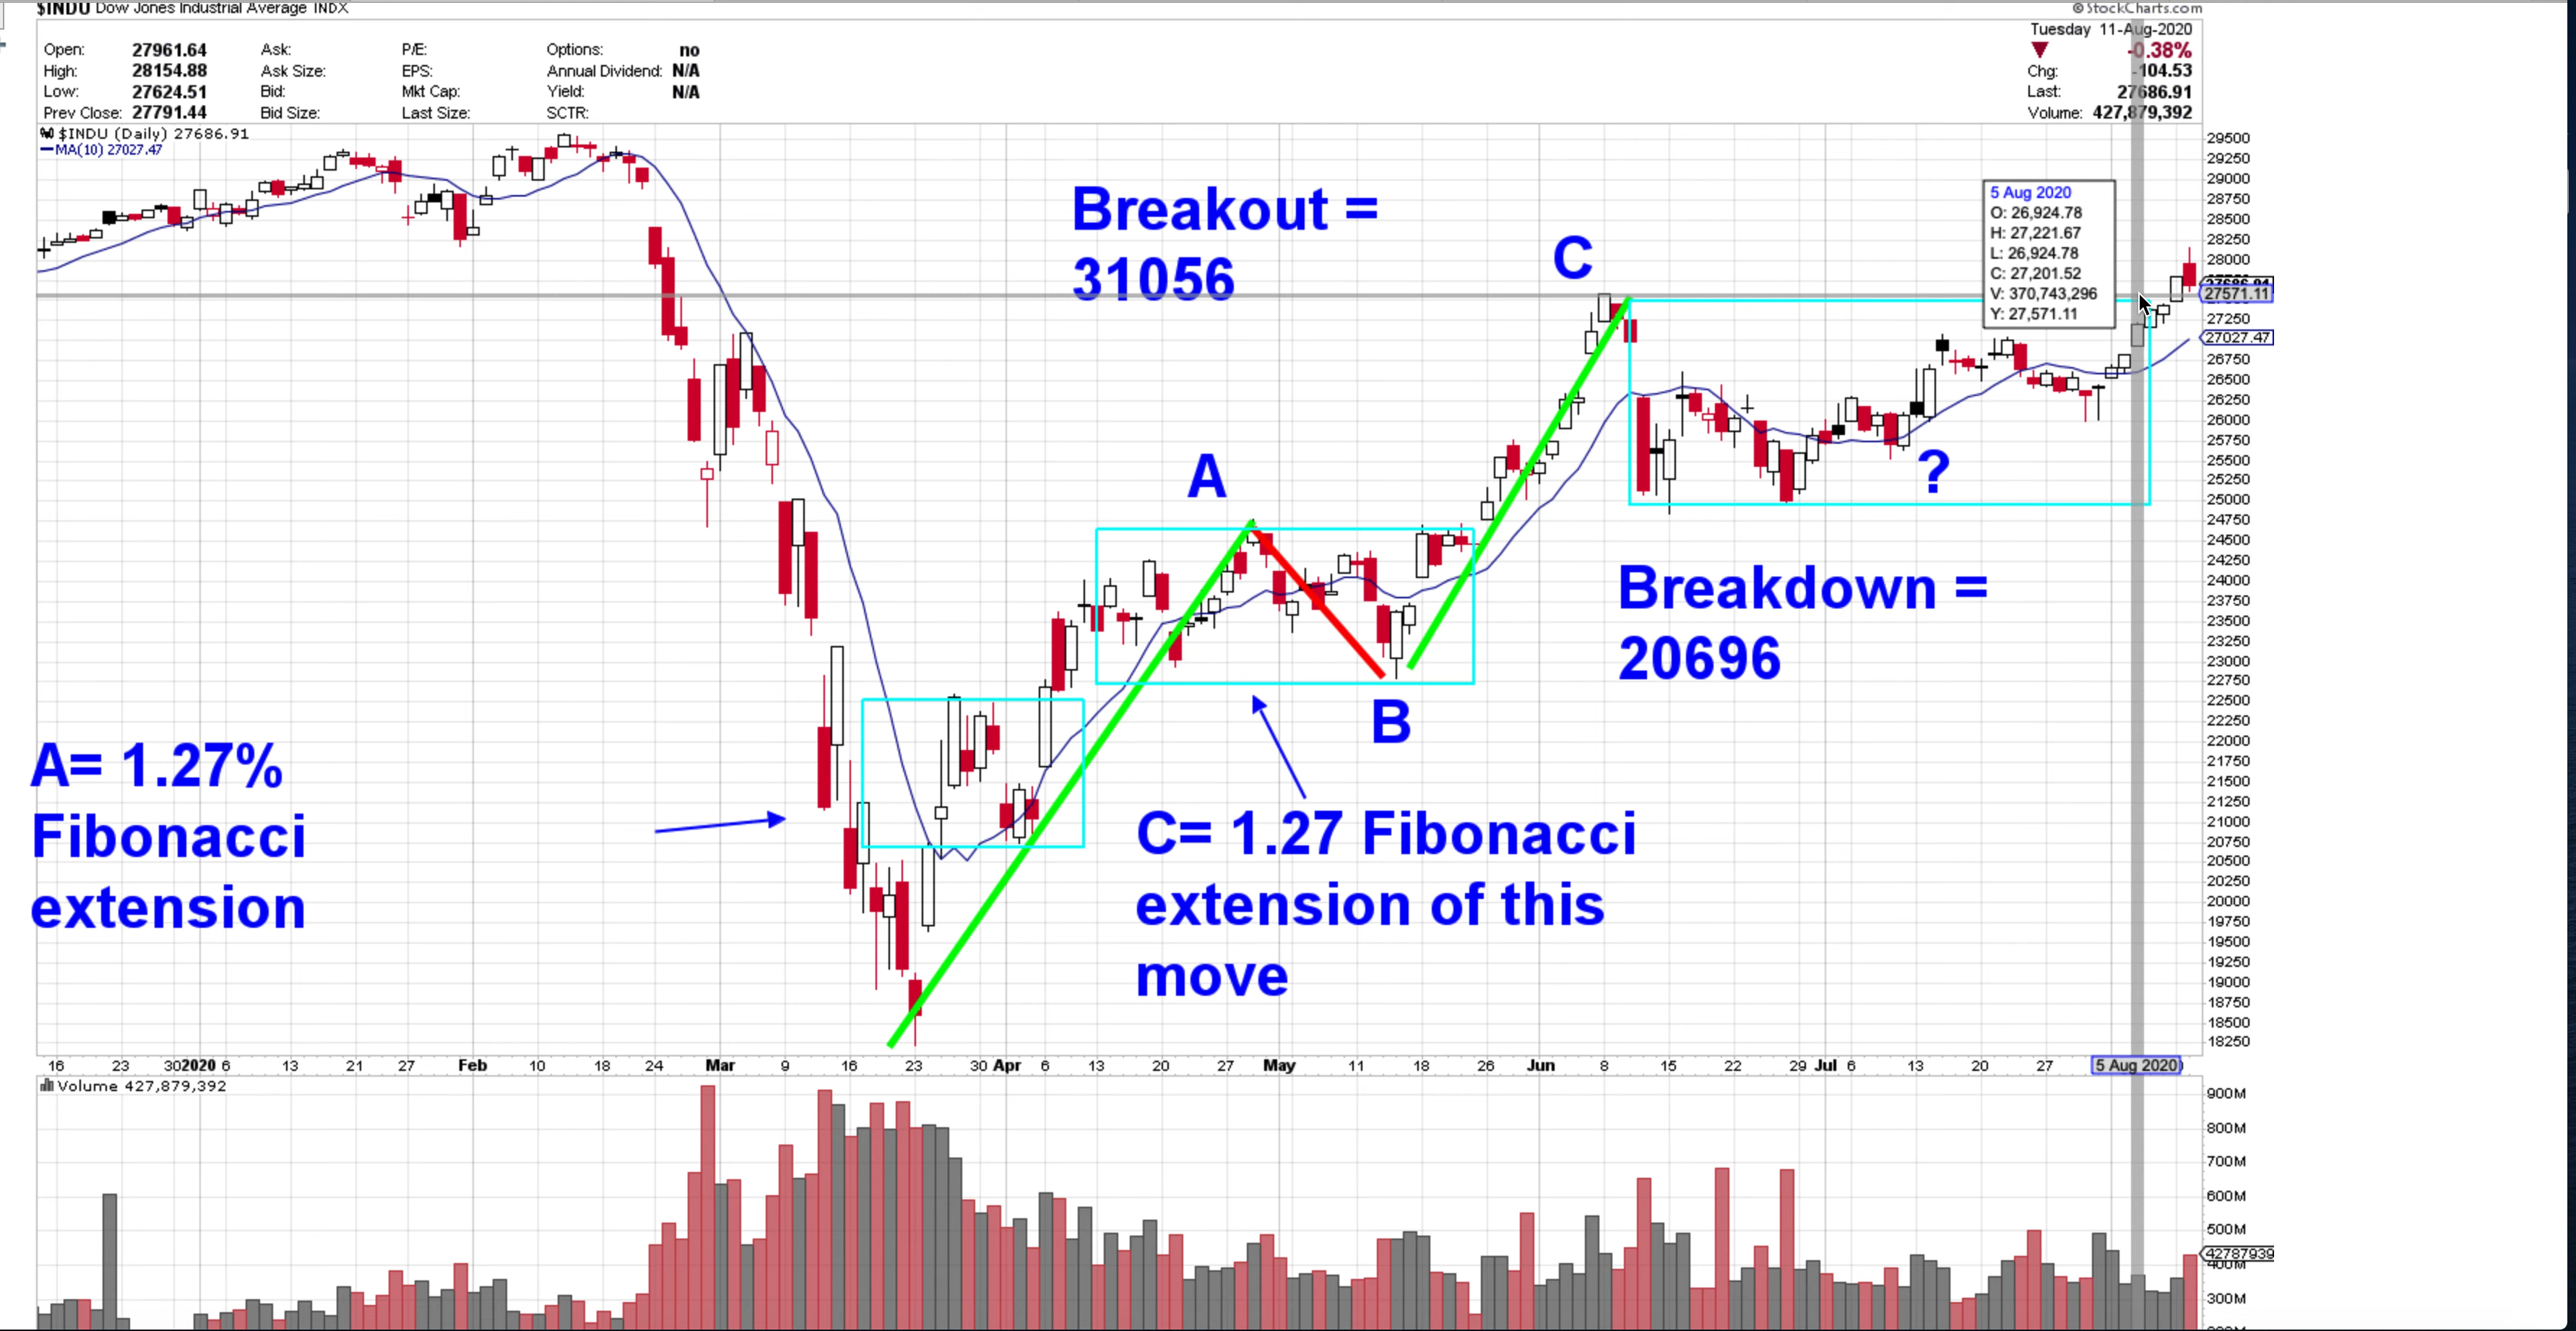 $INDU Dow Jones Industrial Average INDX
© StockCharts.com
Tuesday 11-Aug-2020
Open: 27961.64 Ask: P/E: Options: no
-0.38%
High: 28154.88 Ask Size: EPS: Annual Dividend: N/A
Chg: -104.53
Low: 27624.51 Bid: Mkt Cap: Yield: N/A
Last: 27686.91
Prev Close: 27791.44 Bid Size: Last Size: SCTR:
Volume: 427,879,392
$INDU (Daily) 27686.91
MA(10) 27027.47
Breakout =
31056
C
5 Aug 2020
O: 26,924.78
H: 27,221.67
L: 26,924.78
C: 27,201.52
V: 370,743,296
Y: 27,571.11
A
?
Breakdown =
20696
B
A= 1.27%
Fibonacci
extension
C= 1.27 Fibonacci
extension of this
move
29500
29250
29000
28750
28500
28250
28000
27571.11
27250
27027.47
26750
26500
26250
26000
25750
25500
25250
25000
24750
24500
24250
24000
23750
23500
23250
23000
22750
22500
22250
22000
21750
21500
21250
21000
20750
20500
20250
20000
19750
19500
19250
19000
18750
18500
18250
16 23 30 2020 6 13 21 27 Feb 10 18 24 Mar 9 16 23 30 Apr 6 13 20 27 May 11 18 26 Jun 8 15 22 29 Jul 6 13 20 27 5 Aug 2020
Volume 427,879,392
900M
800M
700M
600M
500M
42787939
400M
300M